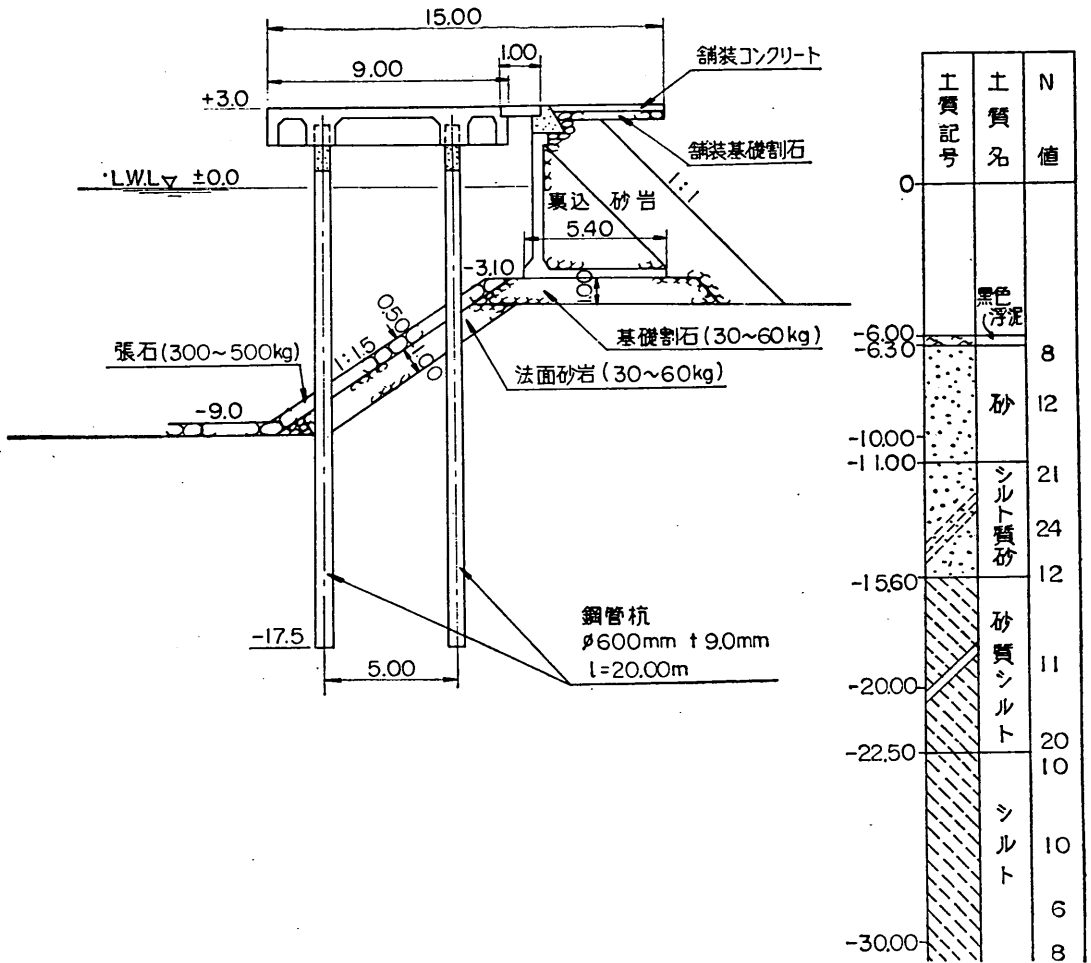 15.00
9.00
1.00
+3.0
L.W.L ▽ ±0.0
舗装コンクリート
舗装基礎割石
1:1
裏込 砂岩
5.40
-3.10
1.00
0.50
1:1.5
1.00
基礎割石(30~60kg)
張石(300~500kg)
法面砂岩(30~60kg)
-9.0
-17.5
5.00
鋼管杭
ø600mm t 9.0mm
l=20.00m
土質記号
土質名
N値
0
黒色浮泥
-6.00
-6.30
8
砂
12
-10.00
-11.00
シルト質砂
21
24
12
-15.60
砂質シルト
11
-20.00
20
-22.50
10
シルト
10
6
-30.00
8